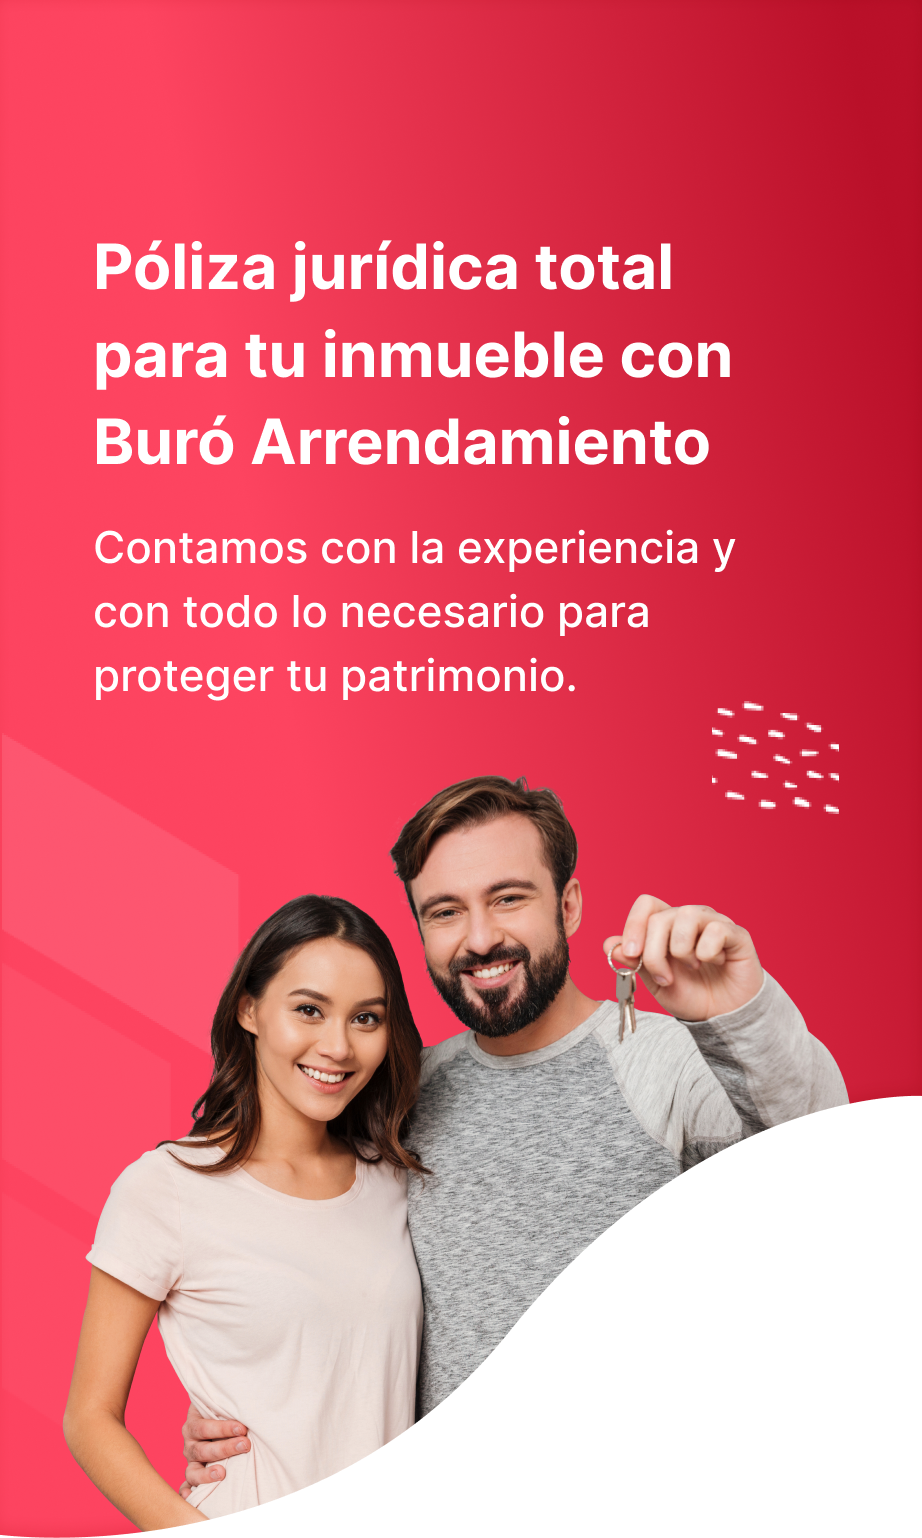 Póliza jurídica total
para tu inmueble con
Buró Arrendamiento
Contamos con la experiencia y
con todo lo necesario para
proteger tu patrimonio.